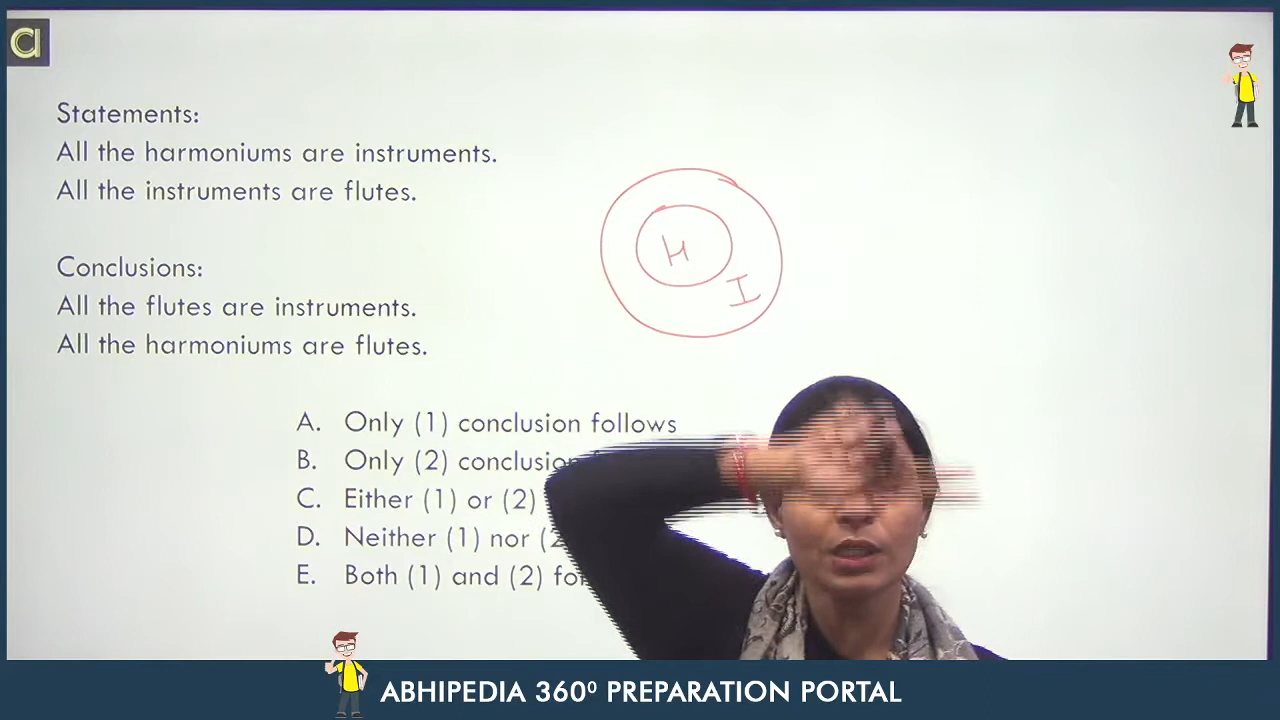 a
Statements:
All the harmoniums are instruments.
All the instruments are flutes.
H
I
Conclusions:
All the flutes are instruments.
All the harmoniums are flutes.
A. Only (1) conclusion follows
B. Only (2) conclusion
C. Either (1) or (2)
D. Neither (1) nor (2
E. Both (1) and (2)
ABHIPEDIA 360⁰ PREPARATION PORTAL